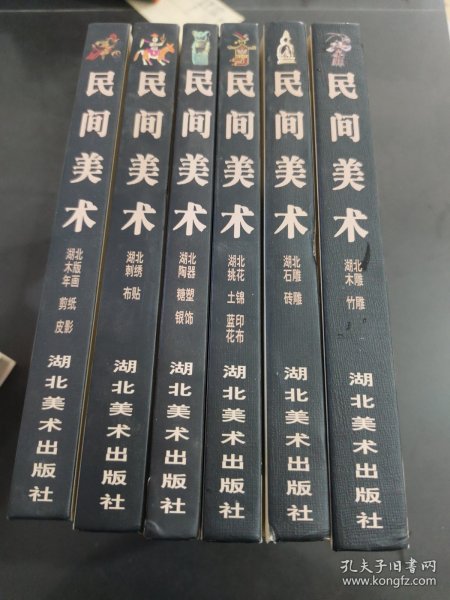 民间美术
湖北
木版
年画
剪纸
皮影
湖北美术出版社
民间美术
湖北
刺绣
布贴
湖北美术出版社
民间美术
湖北
陶器
糖塑
银饰
湖北美术出版社
民间美术
湖北
挑花
土锦
蓝印
花布
湖北美术出版社
民间美术
湖北
石雕
砖雕
湖北美术出版社
民间美术
湖北
木雕
竹雕
湖北美术出版社
孔夫子旧书网
www.kongfz.com